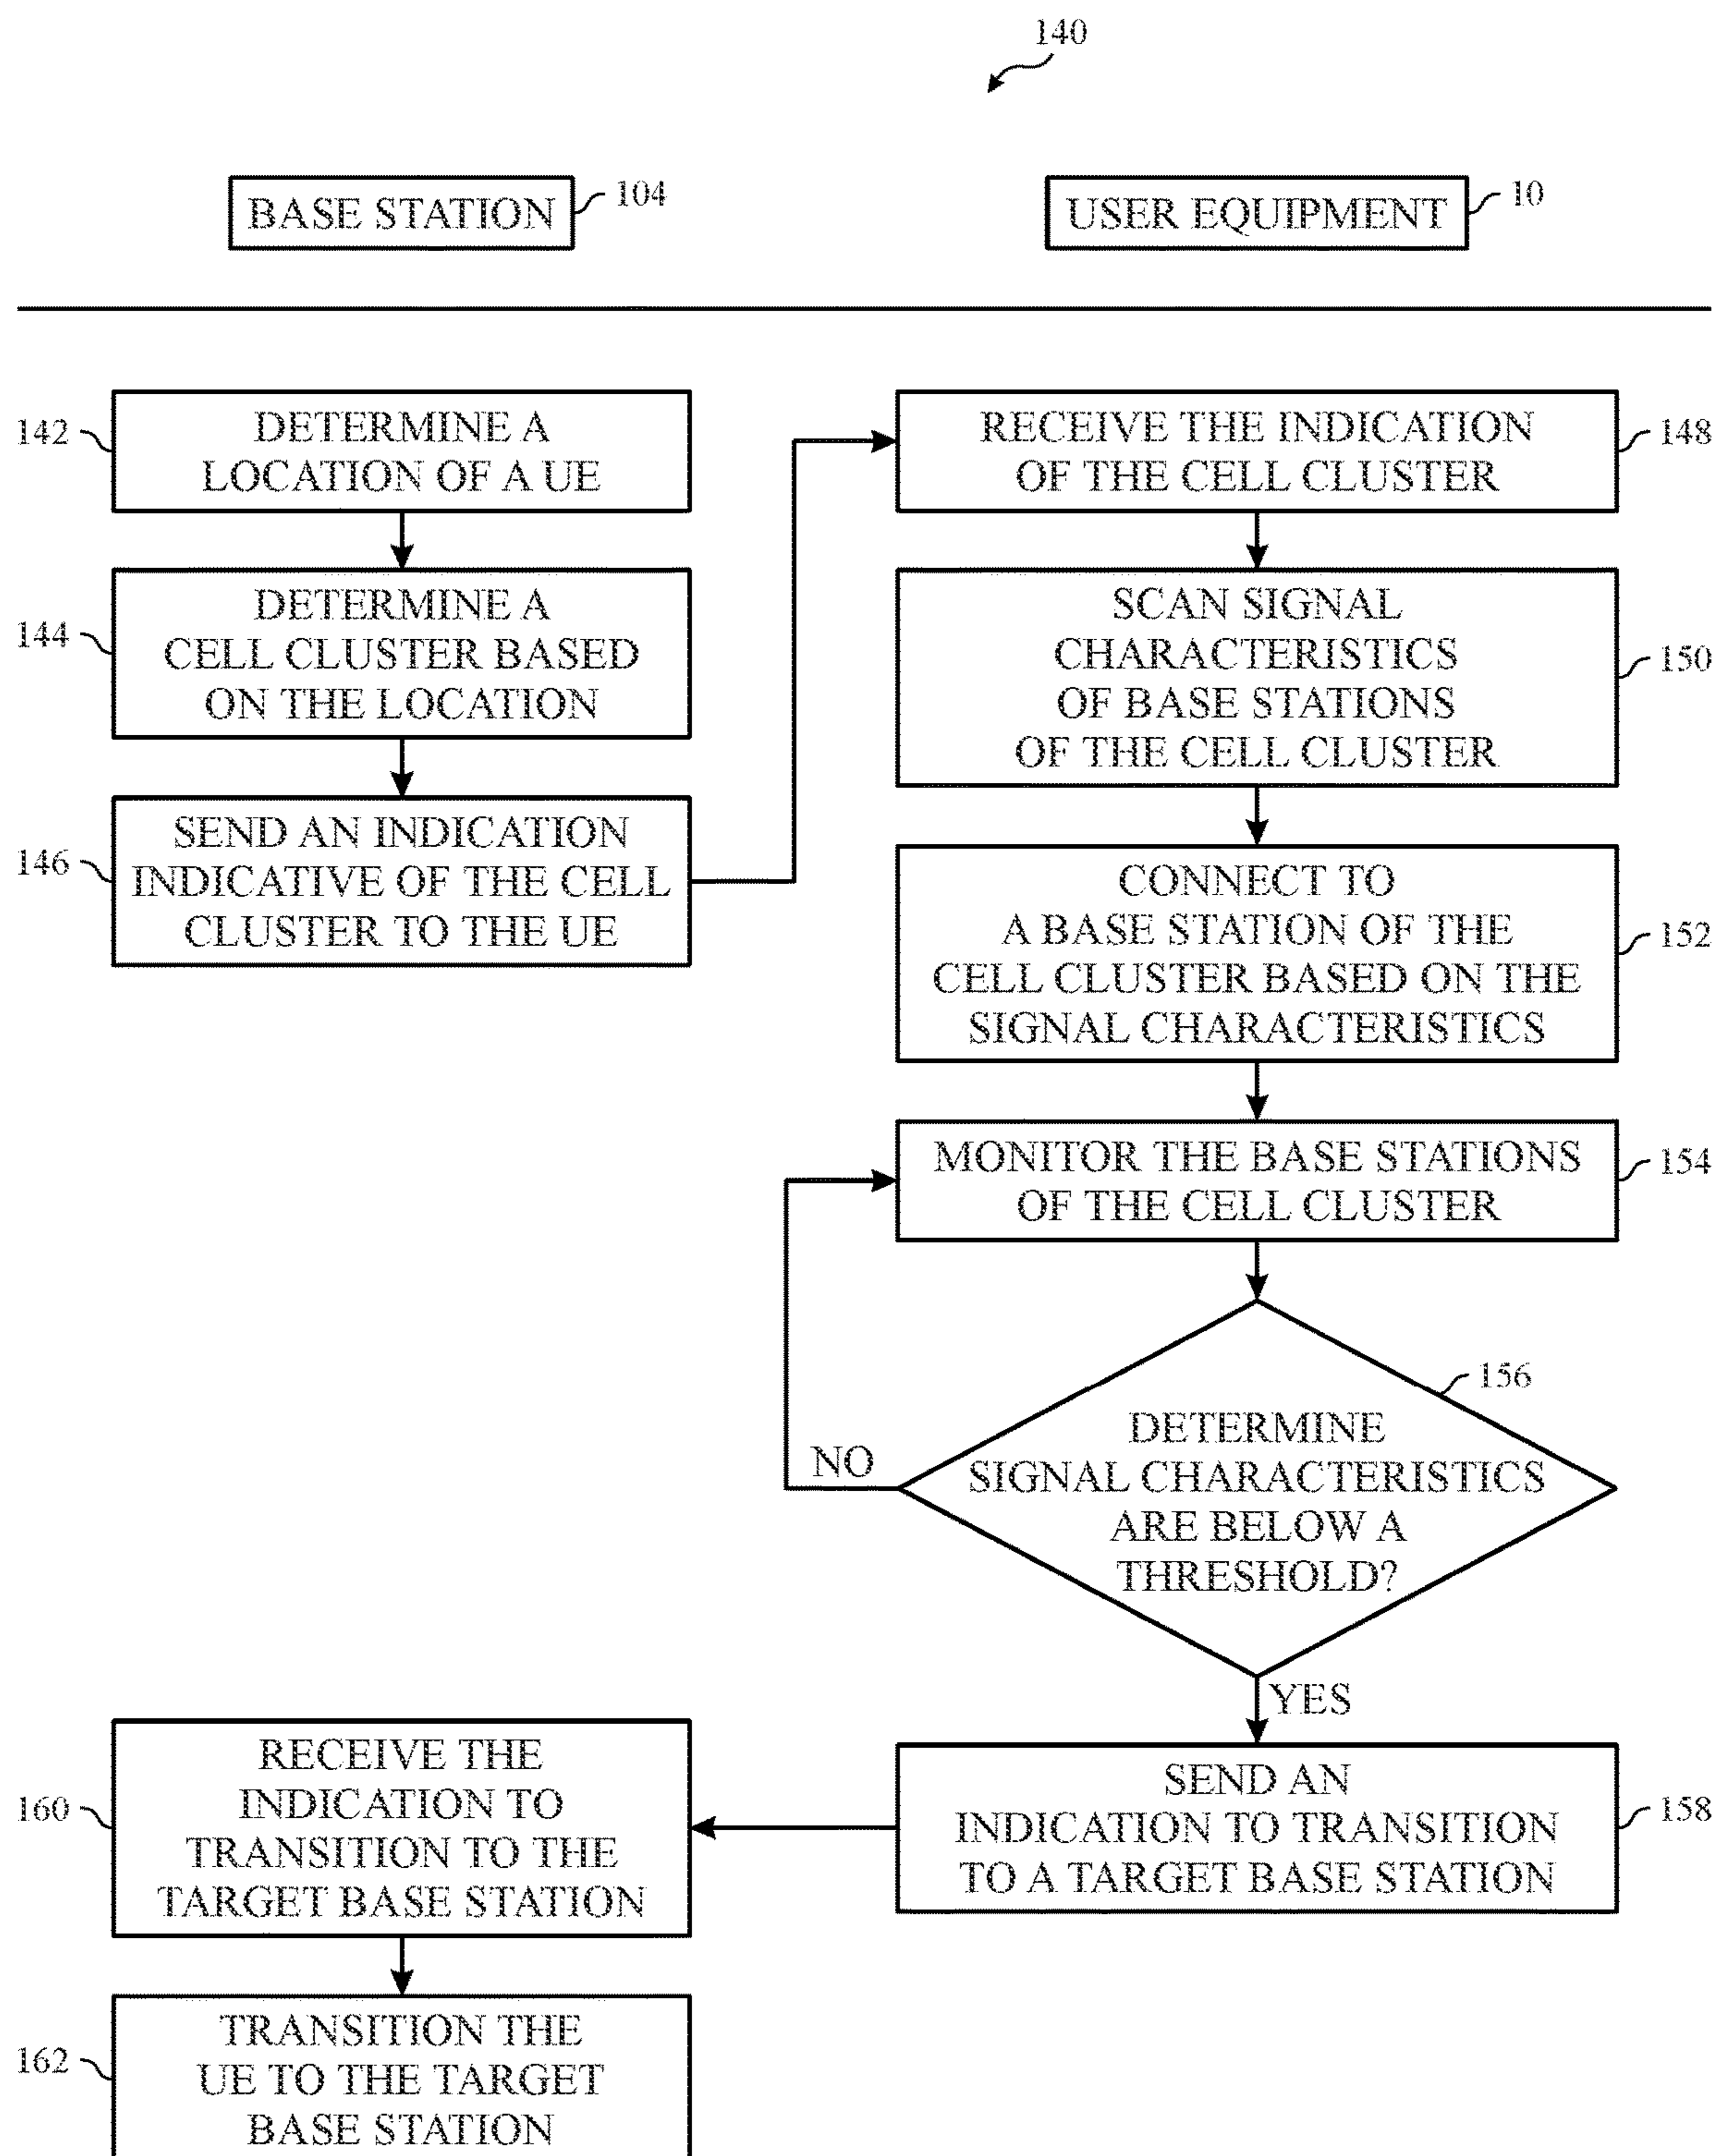 140
BASE STATION
104
USER EQUIPMENT
10
142
DETERMINE A
LOCATION OF A UE
144
DETERMINE A
CELL CLUSTER BASED
ON THE LOCATION
146
SEND AN INDICATION
INDICATIVE OF THE CELL
CLUSTER TO THE UE
RECEIVE THE INDICATION
OF THE CELL CLUSTER
148
SCAN SIGNAL
CHARACTERISTICS
OF BASE STATIONS
OF THE CELL CLUSTER
150
CONNECT TO
A BASE STATION OF THE
CELL CLUSTER BASED ON THE
SIGNAL CHARACTERISTICS
152
MONITOR THE BASE STATIONS
OF THE CELL CLUSTER
154
156
DETERMINE
SIGNAL CHARACTERISTICS
ARE BELOW A
THRESHOLD?
NO
YES
SEND AN
INDICATION TO TRANSITION
TO A TARGET BASE STATION
158
160
RECEIVE THE
INDICATION TO
TRANSITION TO THE
TARGET BASE STATION
162
TRANSITION THE
UE TO THE TARGET
BASE STATION